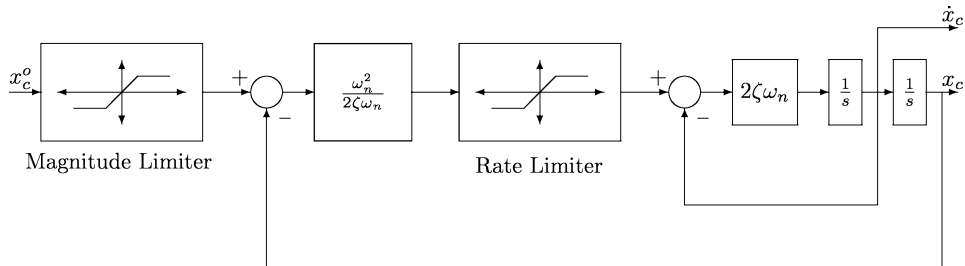 ẋ_c
x_c^o
+
−
ω_n^2 / 2ζω_n
+
−
2ζω_n
1/s
1/s
x_c
Magnitude Limiter
Rate Limiter